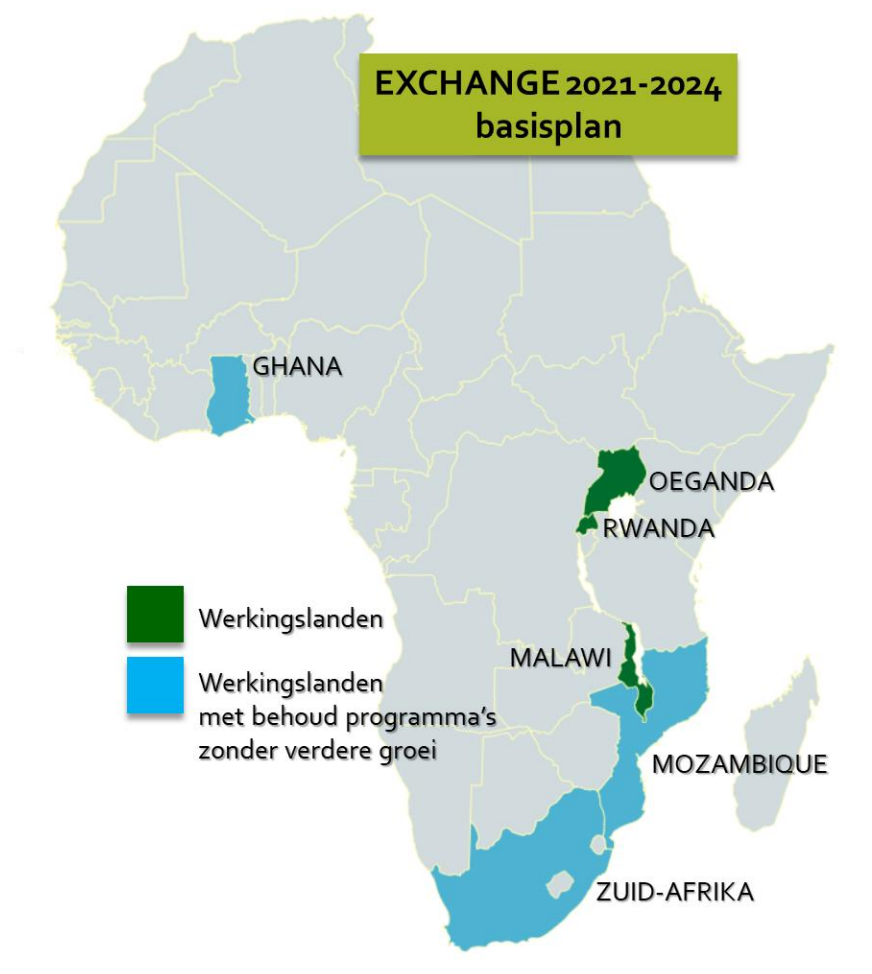 EXCHANGE 2021-2024
basisplan
GHANA
OEGANDA
RWANDA
Werkingslanden
MALAWI
Werkingslanden
met behoud programma's
zonder verdere groei
MOZAMBIQUE
ZUID-AFRIKA